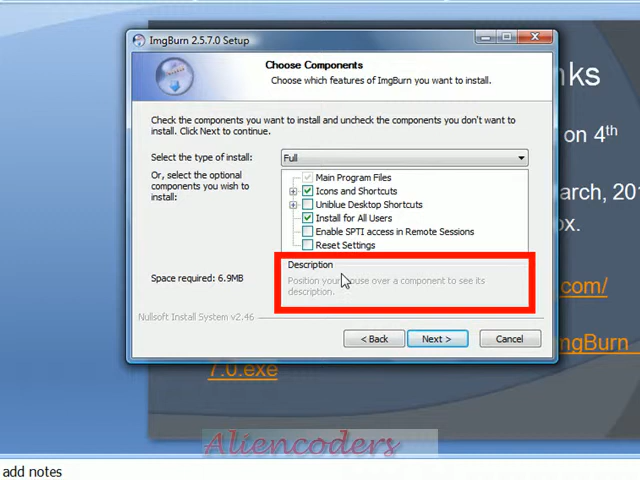 ImgBurn 2.5.7.0 Setup
Choose Components
Choose which features of ImgBurn you want to install.
nks
on 4th
Check the components you want to install and uncheck the components you don't want to
install. Click Next to continue.
Select the type of install:
Full
Or, select the optional
components you wish to
install:
Main Program Files
Icons and Shortcuts
Uniblue Desktop Shortcuts
Install for All Users
Enable SPTI access in Remote Sessions
Reset Settings
arch, 20
ox.
Description
Position your mouse over a component to see its
description.
Space required: 6.9MB
com/
Nullsoft Install System v2.46
< Back
Next >
Cancel
mgBurn
7.0.exe
Aliencoders
add notes